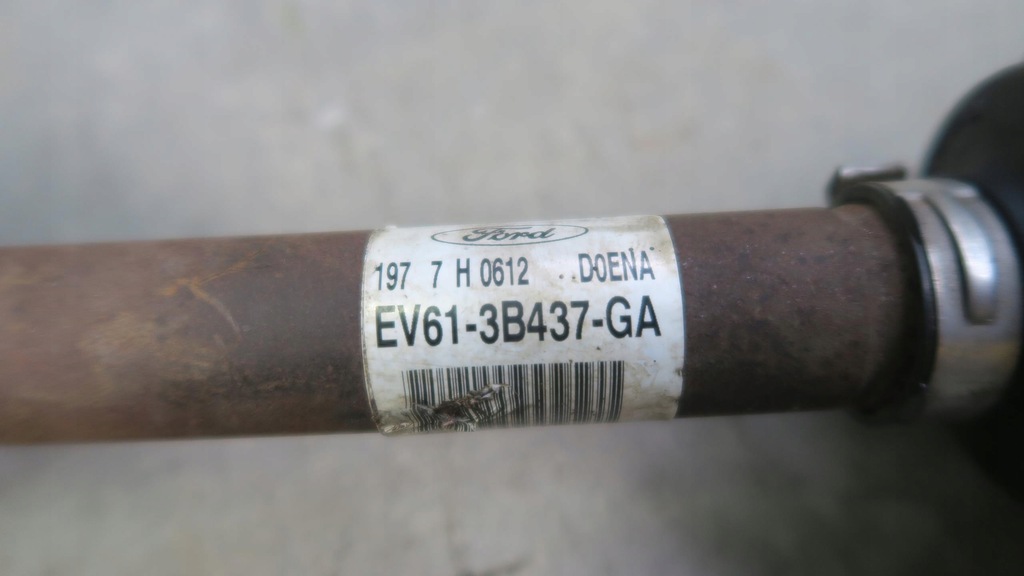 Ford
197 7 H 0612 ..DOENA
EV61-3B437-GA